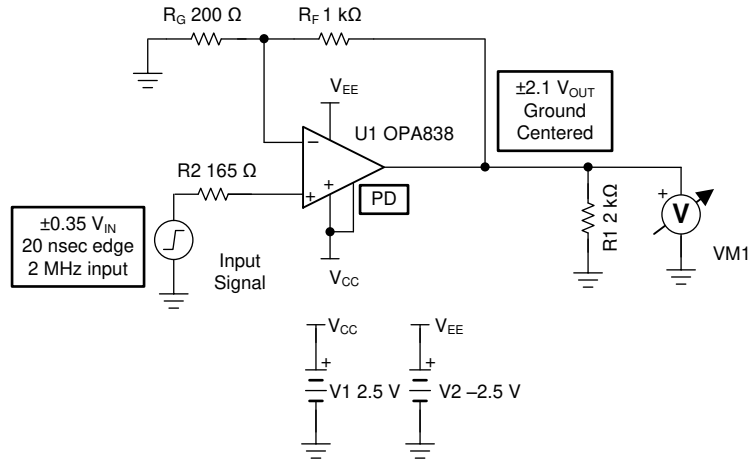 R_G 200 Ω
R_F 1 kΩ
V_EE
±2.1 V_OUT
Ground
Centered
U1 OPA838
R2 165 Ω
−
+
+
PD
±0.35 V_IN
20 nsec edge
2 MHz input
Input
Signal
V_CC
R1 2 kΩ
+
V
VM1
V_CC
V_EE
+
+
V1 2.5 V
V2 –2.5 V